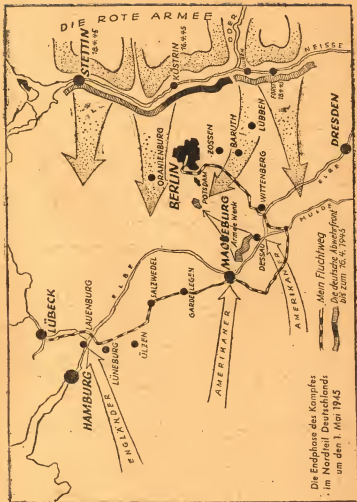 DIE ROTE ARMEE
STETTIN
18.4.45
KÜSTRIN
16.4.45
ODER
NEISSE
FORST
LÜBBEN
BARUTH
ZOSSEN
ORANIENBURG
BERLIN
POTSDAM
DRESDEN
ELBE
MULDE
WITTENBERG
DESSAU
Armee Wenk
MAGDEBURG
AMERIKANER
AMERIKANER
GARDELEGEN
SALZWEDEL
ELBE
LÜBECK
LAUENBURG
LÜNEBURG
ÜLZEN
HAMBURG
ENGLÄNDER
Mein Fluchtweg
Die deutsche Abwehrfront
bis zum 16.4.1945
Die Endphase des Kampfes
im Nordteil Deutschlands
um den 1. Mai 1945